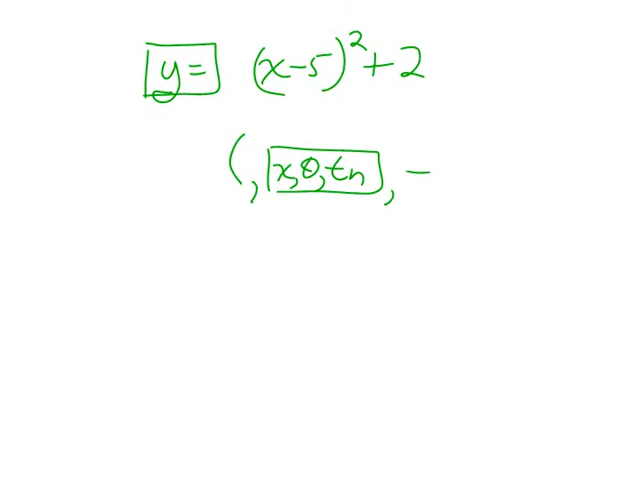 y = (x-5)² + 2
(, x,θ,tn , -